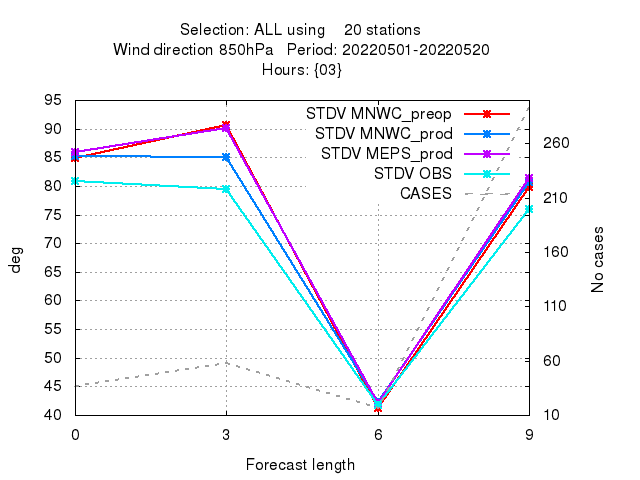 Selection: ALL using 20 stations
Wind direction 850hPa Period: 20220501-20220520
Hours: {03}
STDV MNWC_preop
STDV MNWC_prod
STDV MEPS_prod
STDV OBS
CASES
95
90
85
80
75
70
65
60
55
50
45
40
deg
260
210
160
110
60
10
No cases
0 3 6 9
Forecast length